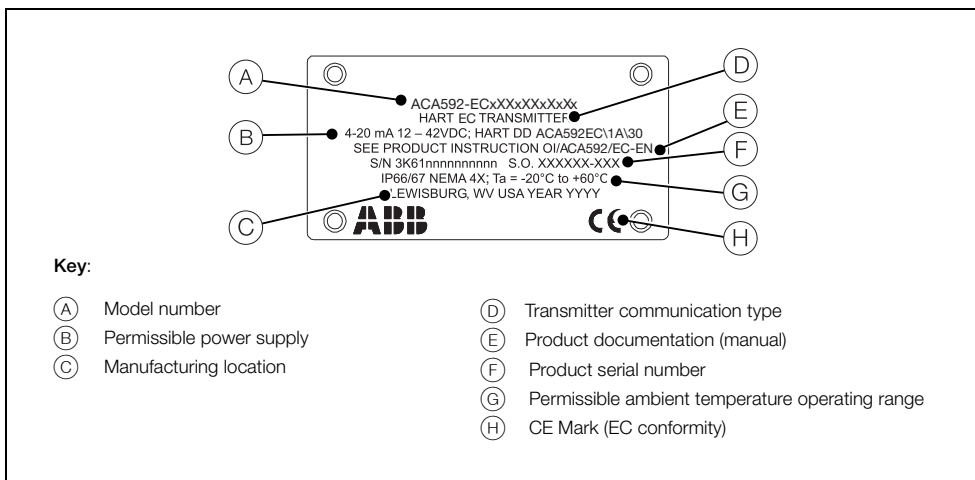 A
D
ACA592-ECxXXxXXxXxXx
HART EC TRANSMITTER
E
B
4-20 mA 12 – 42VDC; HART DD ACA592EC\1A\30
SEE PRODUCT INSTRUCTION OI/ACA592/EC-EN
F
S/N 3K61nnnnnnnnnn S.O. XXXXXX-XXX
IP66/67 NEMA 4X; Ta = -20°C to +60°C
G
LEWISBURG, WV USA YEAR YYYY
C
ABB
CE
H
Key:
A Model number
B Permissible power supply
C Manufacturing location
D Transmitter communication type
E Product documentation (manual)
F Product serial number
G Permissible ambient temperature operating range
H CE Mark (EC conformity)